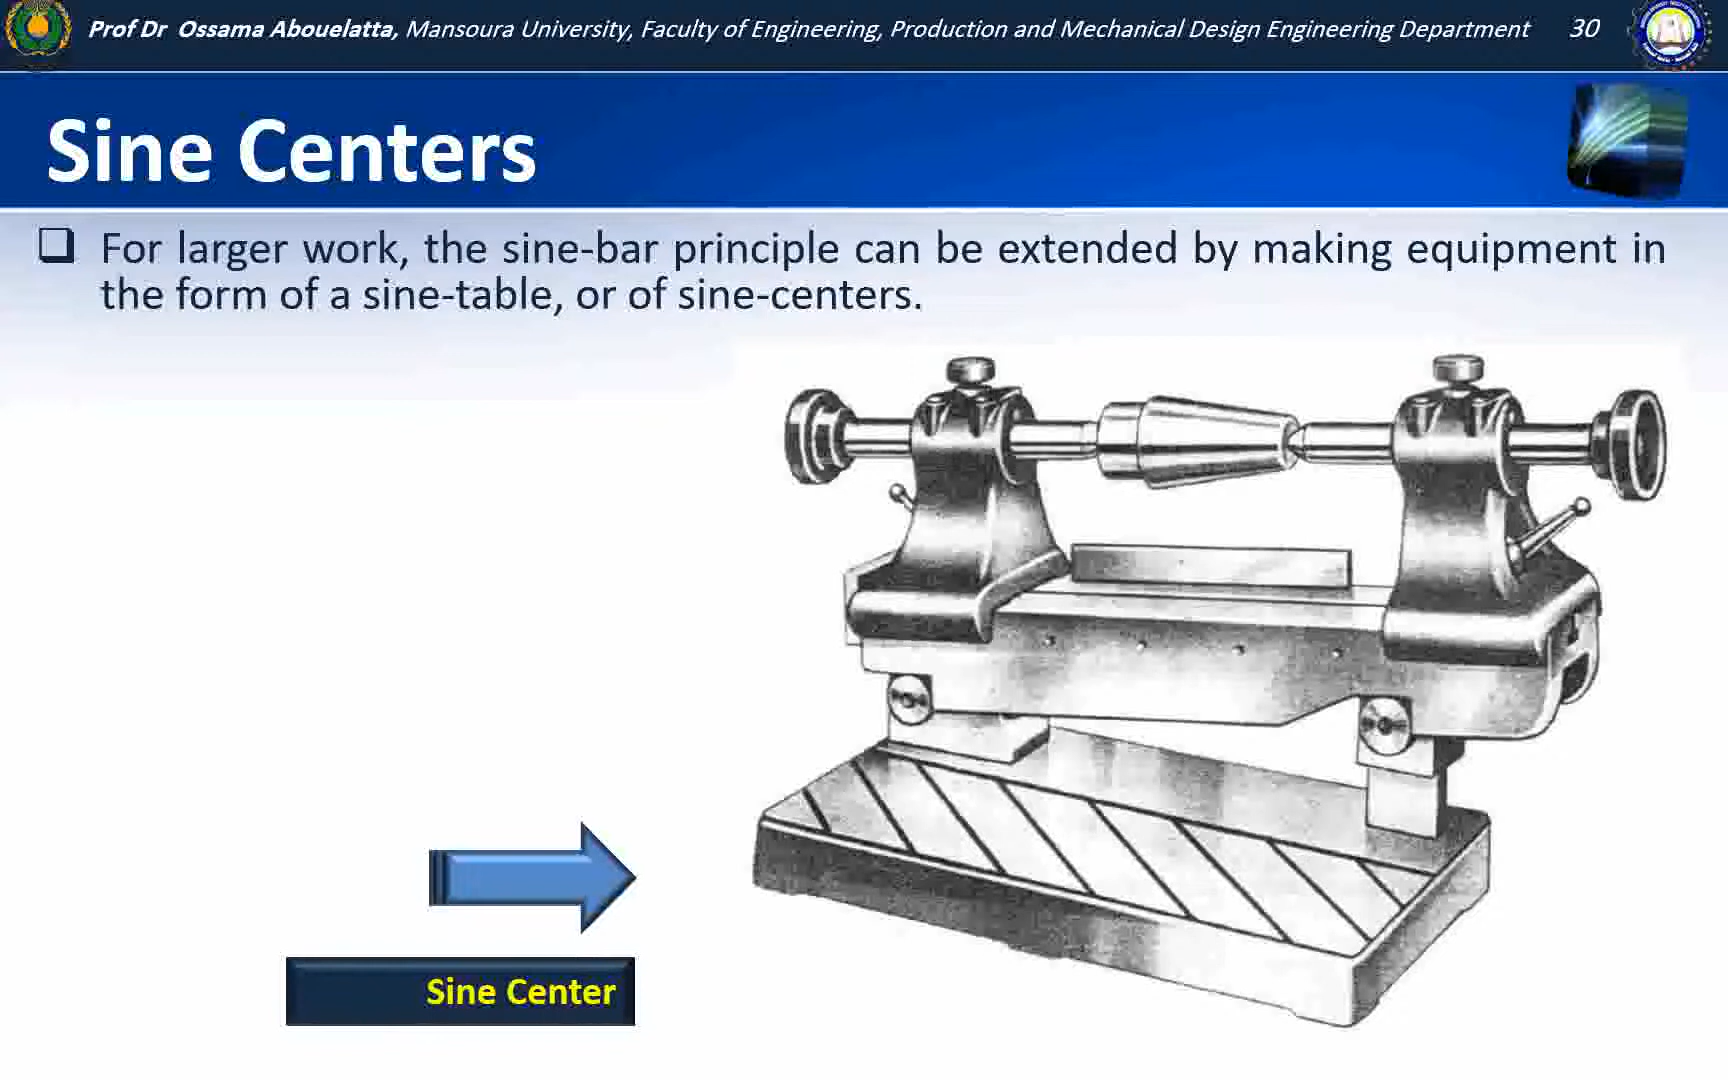 Prof Dr Ossama Abouelatta, Mansoura University, Faculty of Engineering, Production and Mechanical Design Engineering Department 30
Sine Centers
❑ For larger work, the sine-bar principle can be extended by making equipment in
the form of a sine-table, or of sine-centers.
Sine Center